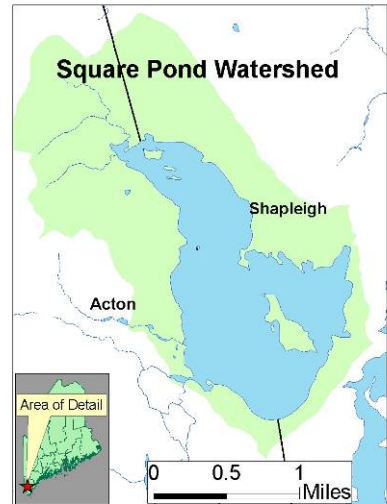 Square Pond Watershed
Shapleigh
Acton
Area of Detail
0 0.5 1
Miles